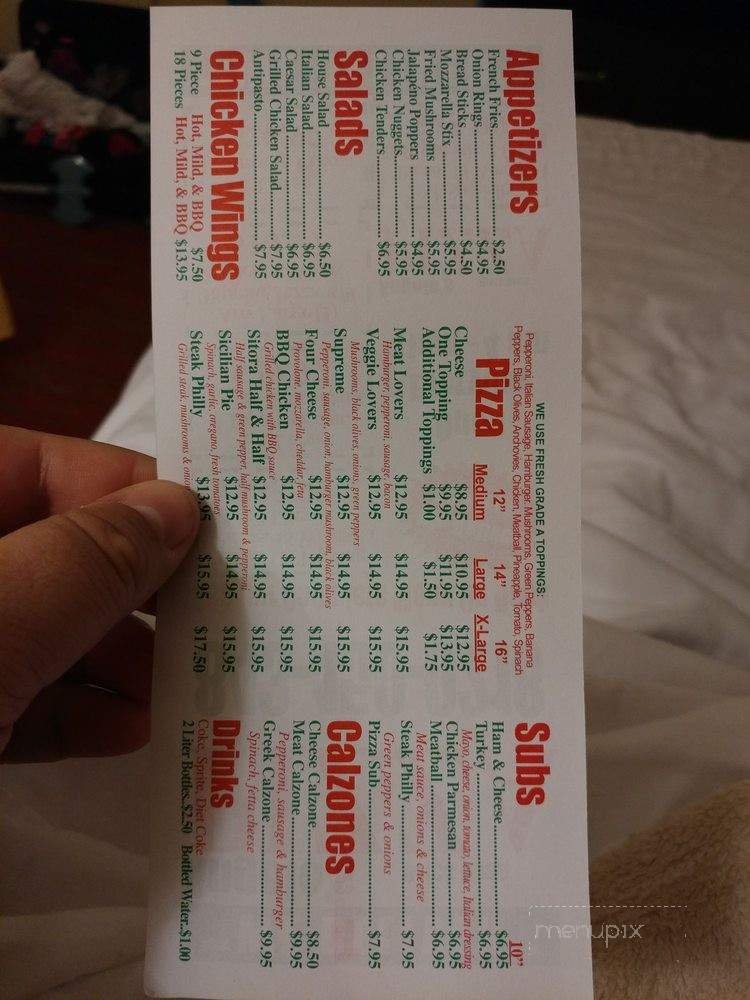 Appetizers
French Fries.................... $2.50
Onion Rings.................... $4.95
Bread Sticks.................... $4.50
Mozzarella Stix .................... $5.95
Fried Mushrooms .................... $5.95
Jalapeño Poppers .................... $4.95
Chicken Nuggets.................... $5.95
Chicken Tenders.................... $6.95
Salads
House Salad .................... $6.50
Italian Salad.................... $6.95
Caesar Salad.................... $6.95
Grilled Chicken Salad.................... $7.95
Antipasto.................... $7.95
Chicken Wings
9 Piece Hot, Mild, & BBQ $7.50
18 Pieces Hot, Mild, & BBQ $13.95
WE USE FRESH GRADE A TOPPINGS:
Pepperoni, Italian Sausage, Hamburger, Mushrooms, Green Peppers, Banana
Peppers, Black Olives, Anchovies, Chicken, Meatball, Pineapple, Tomato, Spinach
Pizza
12” 14” 16”
Medium Large X-Large
Cheese $8.95 $10.95 $12.95
One Topping $9.95 $11.95 $13.95
Additional Toppings $1.00 $1.50 $1.75
Meat Lovers $12.95 $14.95 $15.95
Hamburger, pepperoni, sausage, bacon
Veggie Lovers $12.95 $14.95 $15.95
Mushrooms, black olives, onions, green peppers
Supreme $12.95 $14.95 $15.95
Pepperoni, sausage, onion, hamburger mushroom, black olives
Four Cheese $12.95 $14.95 $15.95
Provolone, mozzarella, cheddar, feta
BBQ Chicken $12.95 $14.95 $15.95
Grilled chicken with BBQ sauce
Sittora Half & Half $12.95 $14.95 $15.95
Half sausage & green pepper, half mushroom & pepperoni
Sicilian Pie $12.95 $14.95 $15.95
Spinach, garlic, oregano, fresh tomatoes
Steak Philly $13.95 $15.95 $17.50
Grilled steak, mushrooms & onions
Subs
10”
Ham & Cheese.................... $6.95
Turkey.................... $6.95
Mayo, cheese, onion, tomato, lettuce, Italian dressing
Chicken Parmesan $6.95
Meatball .................... $6.95
Meat sauce, onions & cheese
Steak Philly .................... $7.95
Green peppers & onions
Pizza Sub.................... $7.95
Calzones
Cheese Calzone.................... $8.50
Meat Calzone.................... $9.95
Pepperoni, sausage & hamburger
Greek Calzone .................... $9.95
Spinach, fetta cheese
Drinks
Coke, Sprite, Diet Coke
2 Liter Bottles..$2.50 Bottled Water..$1.00
menupix